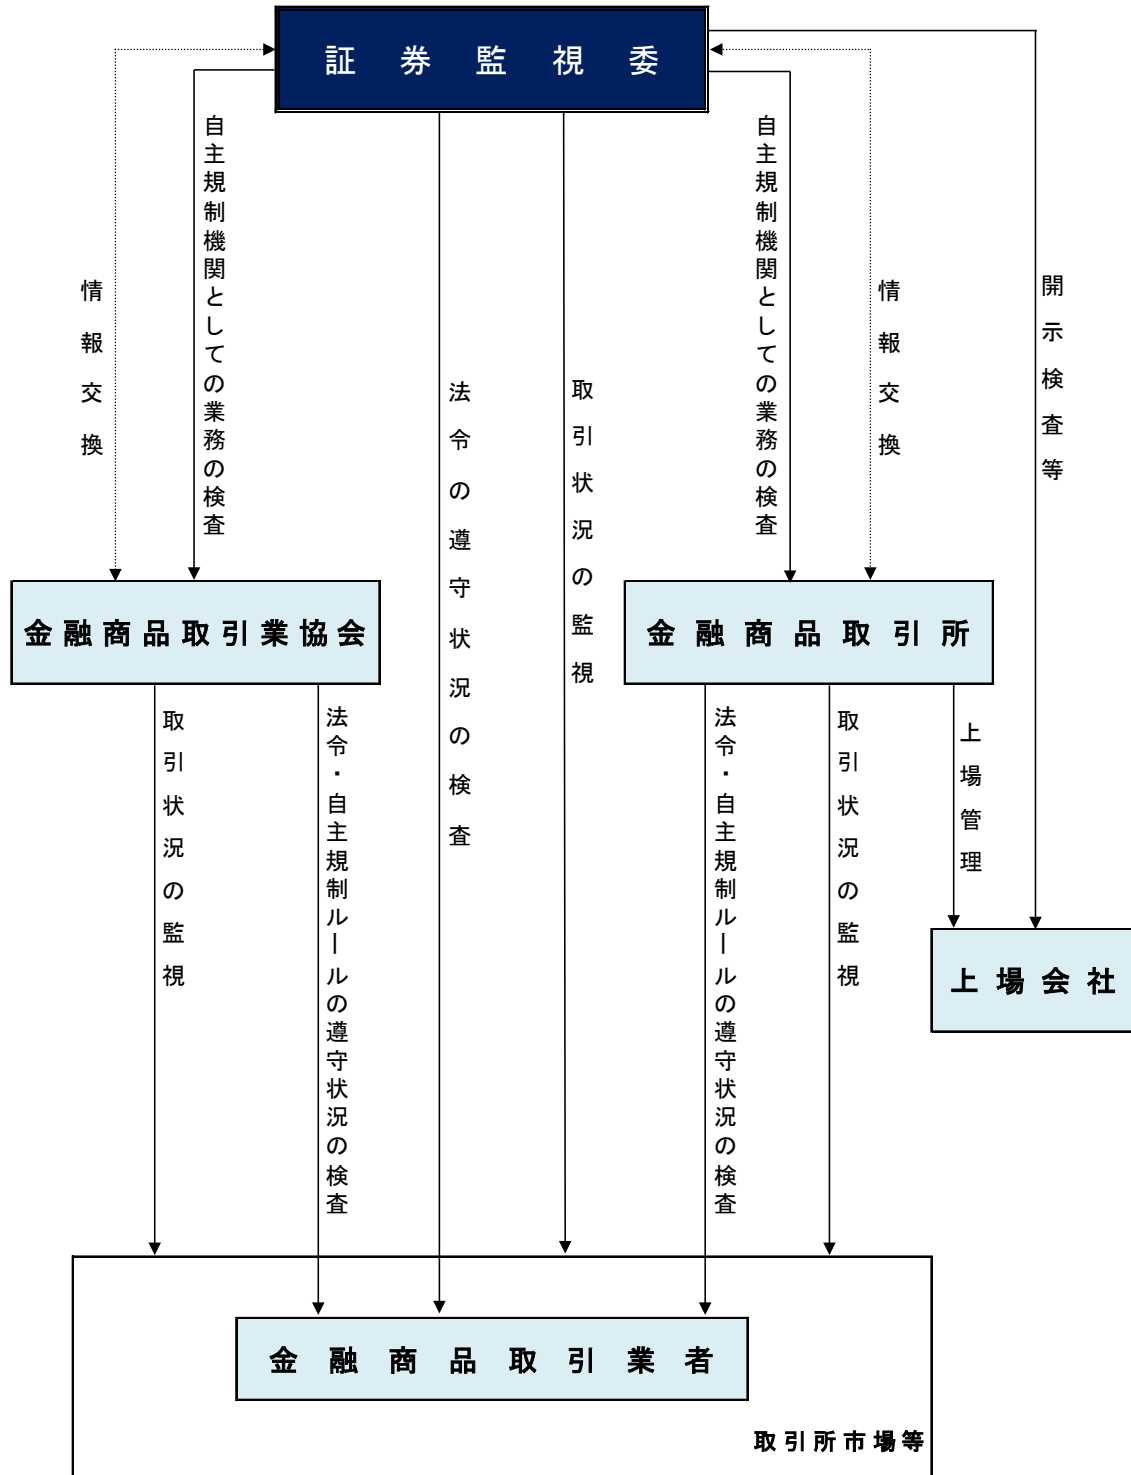 証券監視委
情報交換
自主規制機関としての業務の検査
法令の遵守状況の検査
取引状況の監視
自主規制機関としての業務の検査
情報交換
開示検査等
金融商品取引業協会
金融商品取引所
取引状況の監視
法令・自主規制ルールの遵守状況の検査
法令・自主規制ルールの遵守状況の検査
取引状況の監視
上場管理
上場会社
金融商品取引業者
取引所市場等